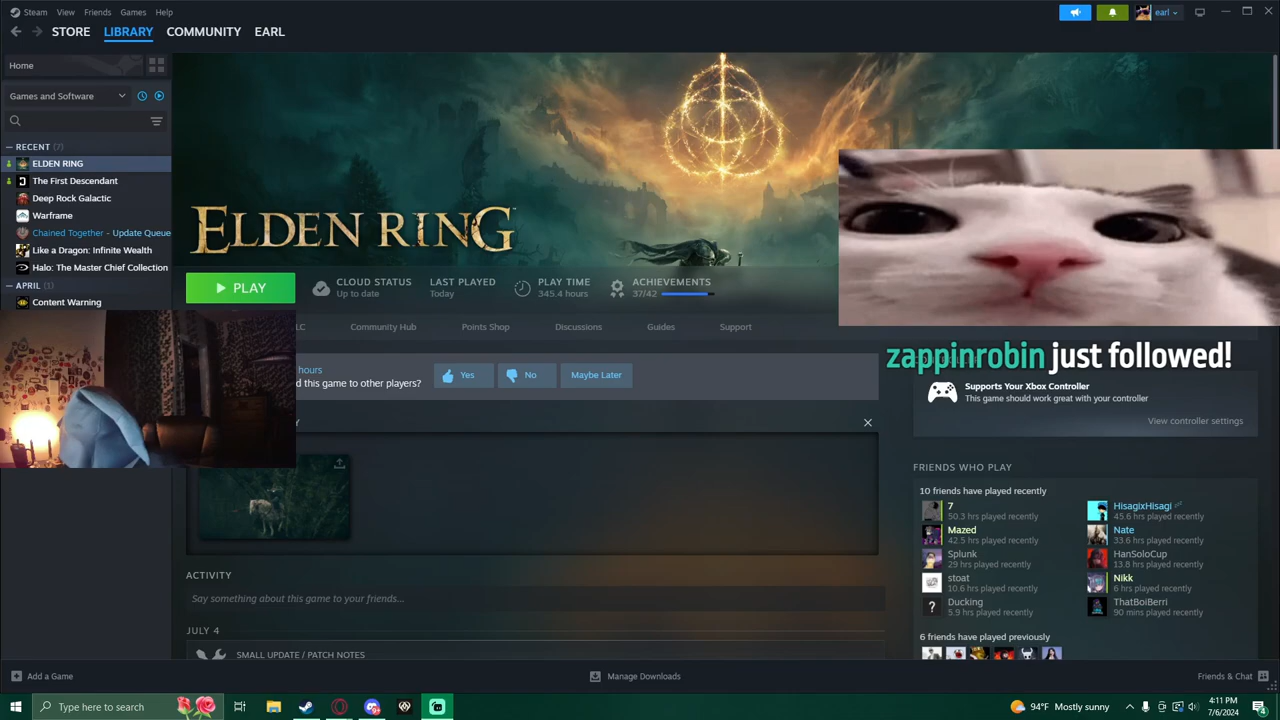 Steam View Friends Games Help
earl
STORE LIBRARY COMMUNITY EARL
Home
Games and Software
— RECENT (7)
ELDEN RING
The First Descendant
Deep Rock Galactic
Warframe
Chained Together - Update Queued
Like a Dragon: Infinite Wealth
Halo: The Master Chief Collection
— APRIL (1)
Content Warning
ELDEN RING
PLAY
CLOUD STATUS
Up to date
LAST PLAYED
Today
PLAY TIME
345.4 hours
ACHIEVEMENTS
37/42
LC Community Hub Points Shop Discussions Guides Support
hours
d this game to other players?
Yes No Maybe Later
Y
zappinrobin just followed!
Supports Your Xbox Controller
This game should work great with your controller
View controller settings
FRIENDS WHO PLAY
10 friends have played recently
7
50.3 hrs played recently
HisagixHisagi zz
45.6 hrs played recently
Mazed
42.5 hrs played recently
Nate
33.6 hrs played recently
Splunk
29 hrs played recently
HanSoloCup
13.8 hrs played recently
stoat
10.6 hrs played recently
Nikk
6 hrs played recently
Ducking
5.9 hrs played recently
ThatBoiBerri
90 mins played recently
6 friends have played previously
ACTIVITY
Say something about this game to your friends...
JULY 4
SMALL UPDATE / PATCH NOTES
Add a Game
Manage Downloads
Friends & Chat
Type here to search
94°F Mostly sunny
4:11 PM
7/6/2024
4